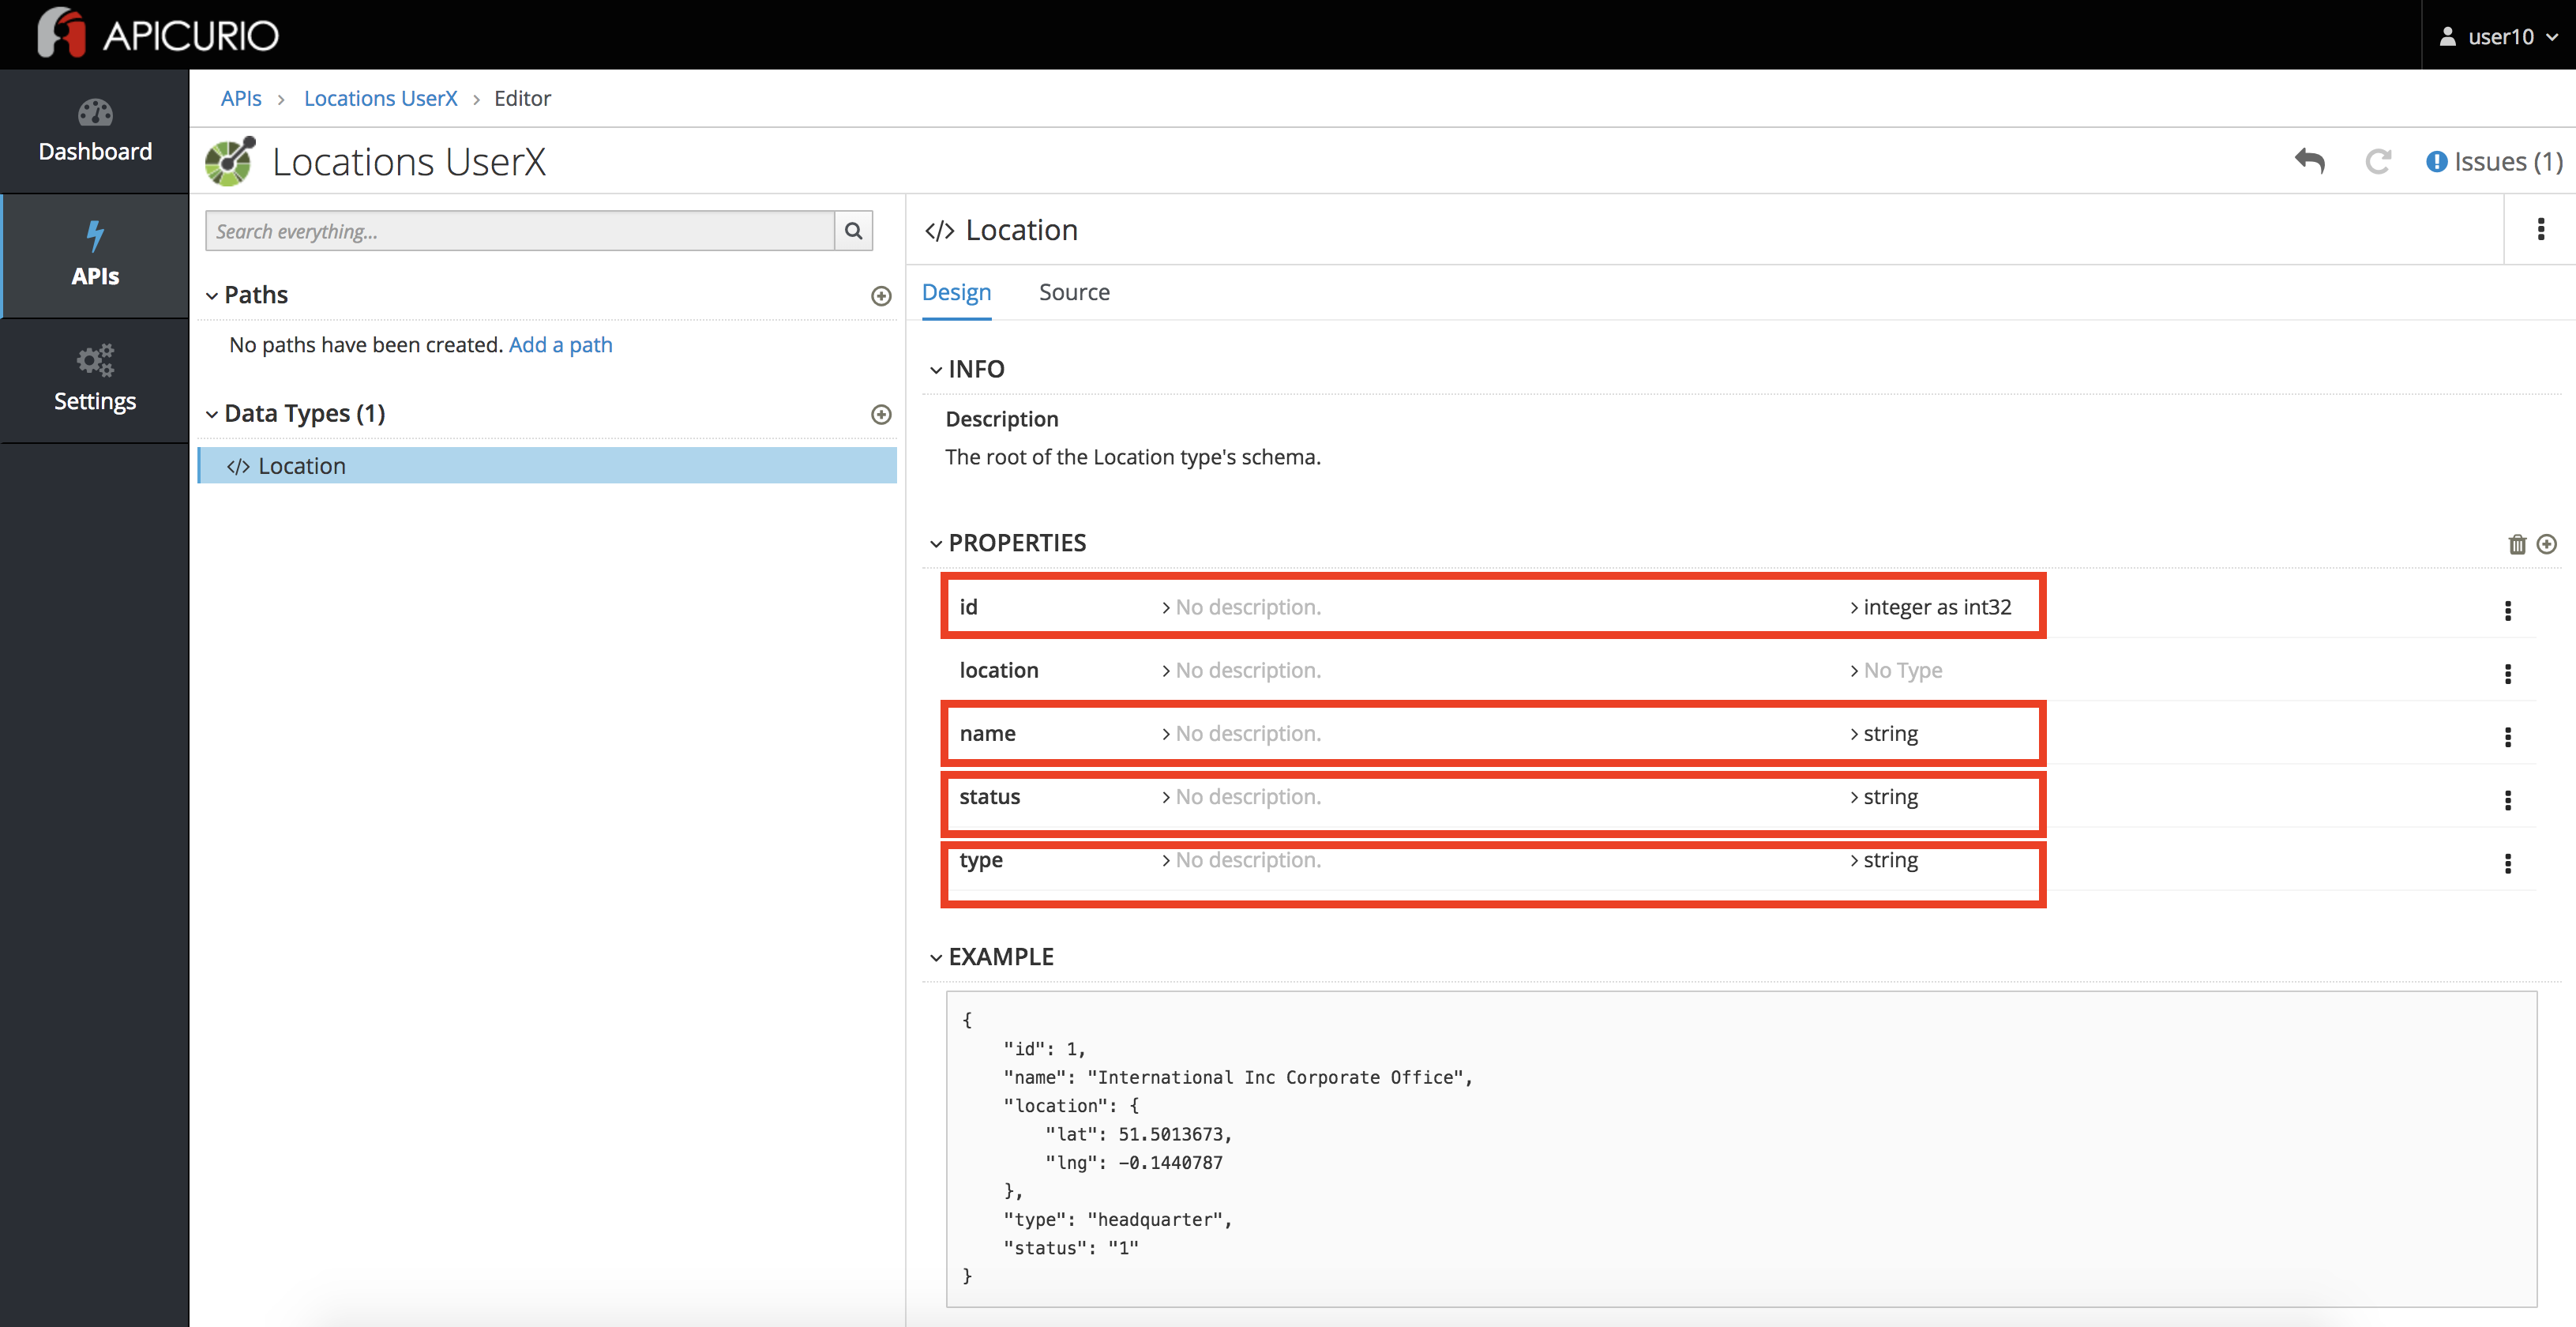 APICURIO
user10
Dashboard
APIs
Settings
APIs > Locations UserX > Editor
Locations UserX
Issues (1)
Search everything...
Paths
No paths have been created. Add a path
Data Types (1)
</> Location
</> Location
Design Source
INFO
Description
The root of the Location type's schema.
PROPERTIES
id > No description. > integer as int32
location > No description. > No Type
name > No description. > string
status > No description. > string
type > No description. > string
EXAMPLE
{
"id": 1,
"name": "International Inc Corporate Office",
"location": {
"lat": 51.5013673,
"lng": -0.1440787
},
"type": "headquarter",
"status": "1"
}